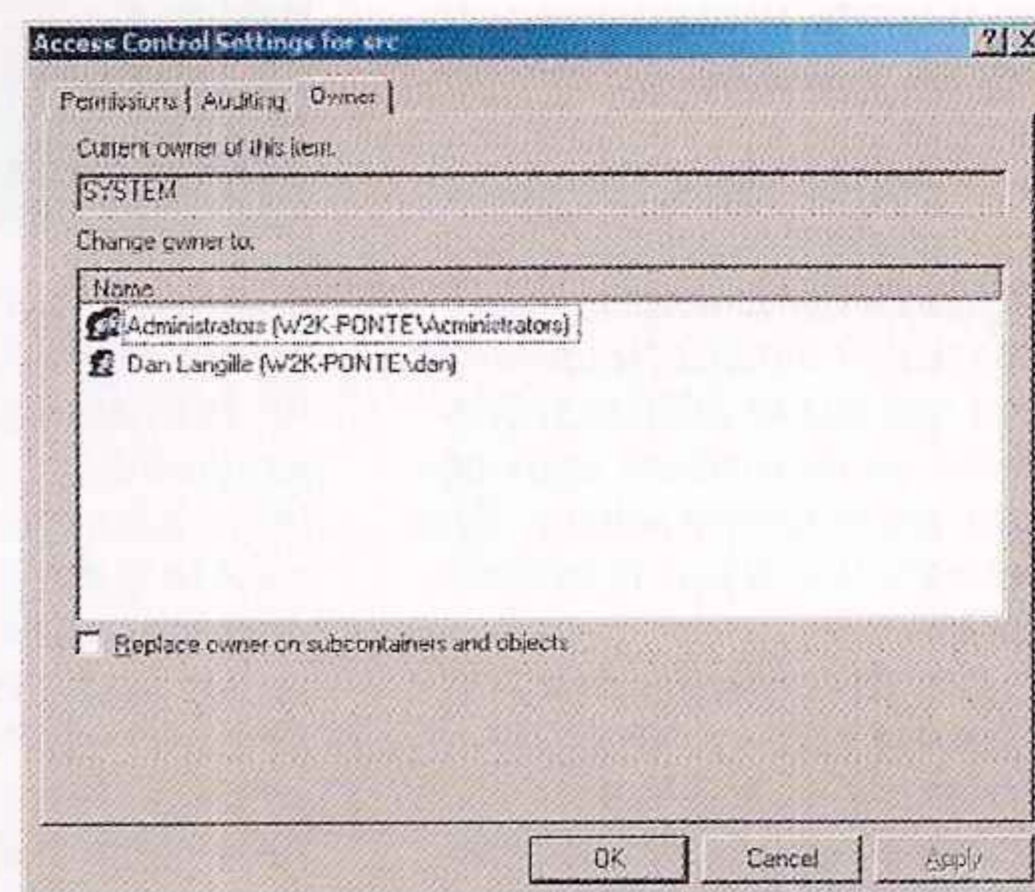 Access Control Settings for src
Permissions Auditing Owner
Current owner of this item:
SYSTEM
Change owner to:
Name
Administrators (W2K-PONTE\Administrators)
Dan Langille (W2K-PONTE\dan)
Replace owner on subcontainers and objects
OK Cancel Apply